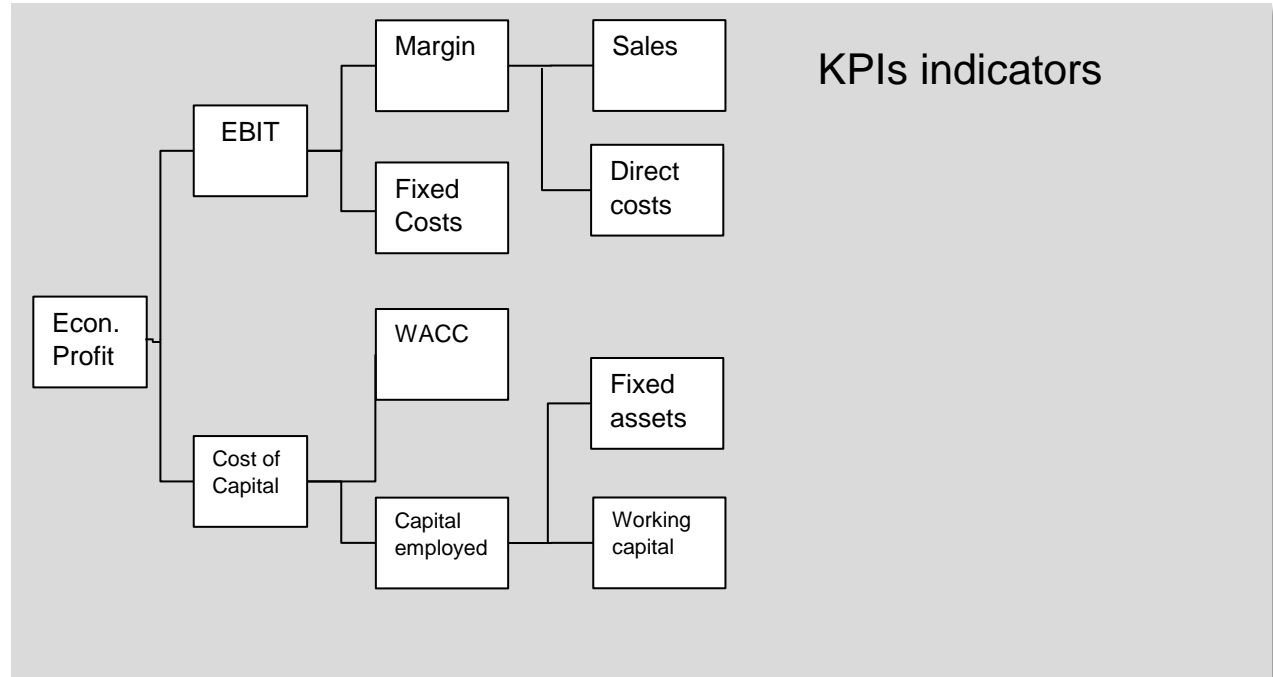 Margin
Sales
KPIs indicators
EBIT
Fixed
Costs
Direct
costs
Econ.
Profit
WACC
Fixed
assets
Cost of
Capital
Capital
employed
Working
capital